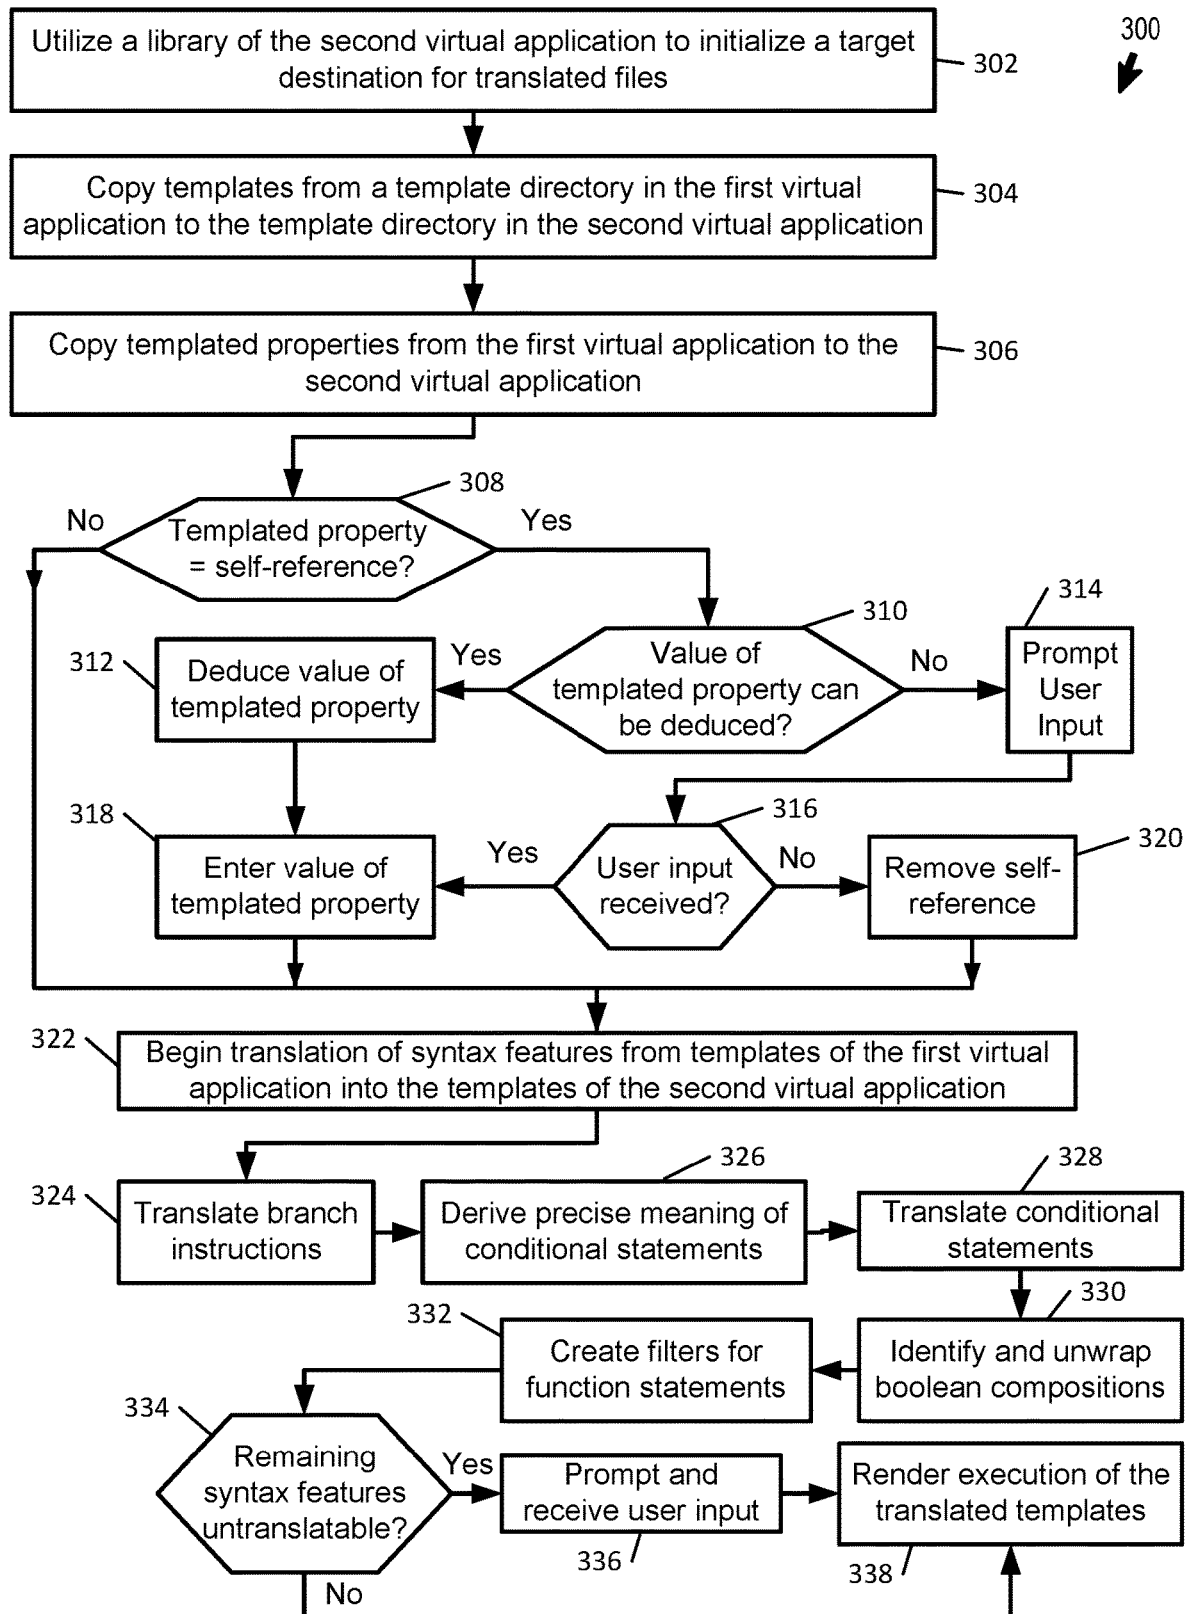 300
Utilize a library of the second virtual application to initialize a target
destination for translated files
302
Copy templates from a template directory in the first virtual
application to the template directory in the second virtual application
304
Copy templated properties from the first virtual application to the
second virtual application
306
308
No
Templated property
= self-reference?
Yes
310
314
312
Deduce value of
templated property
Yes
Value of
templated property can
be deduced?
No
Prompt
User
Input
318
316
320
Enter value of
templated property
Yes
User input
received?
No
Remove self-
reference
322
Begin translation of syntax features from templates of the first virtual
application into the templates of the second virtual application
324
Translate branch
instructions
326
Derive precise meaning of
conditional statements
328
Translate conditional
statements
330
Identify and unwrap
boolean compositions
332
Create filters for
function statements
334
Remaining
syntax features
untranslatable?
Yes
Prompt and
receive user input
336
Render execution of the
translated templates
338
No